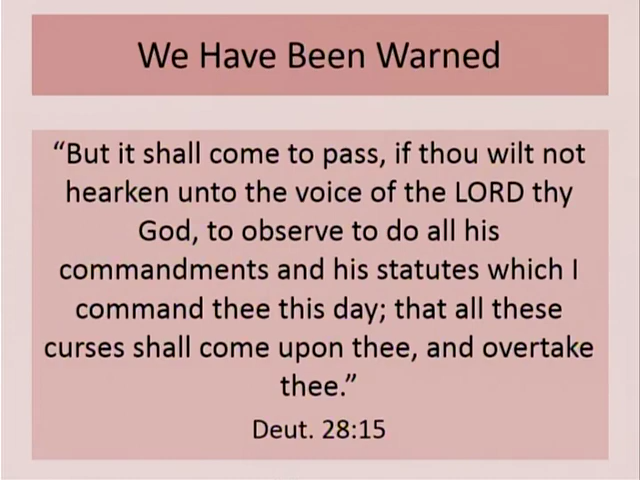 We Have Been Warned
“But it shall come to pass, if thou wilt not
hearken unto the voice of the LORD thy
God, to observe to do all his
commandments and his statutes which I
command thee this day; that all these
curses shall come upon thee, and overtake
thee.”
Deut. 28:15